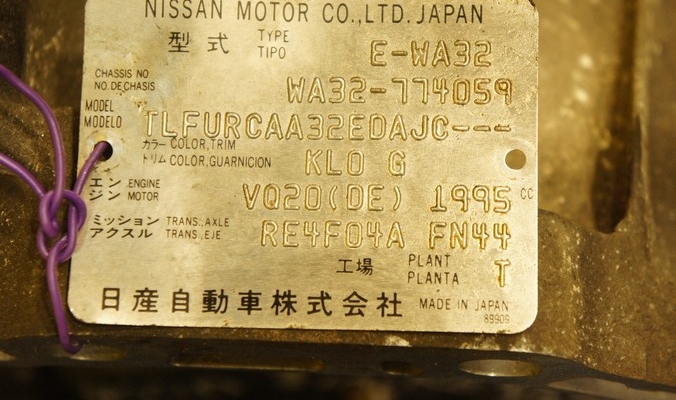 NISSAN MOTOR CO.,LTD. JAPAN
型式 TYPE TIPO E-WA32
CHASSIS NO. NO. DE CHASIS WA32-774059
MODEL MODELO TLFURCAA32EDAJC---
カラー トリム COLOR,TRIM COLOR,GUARNICION KL0 G
エンジン ENGINE MOTOR VQ20(DE) 1995 CC
ミッション アクスル TRANS.,AXLE TRANS.,EJE RE4F04A FN44
工場 PLANT PLANTA T
日産自動車株式会社 MADE IN JAPAN
89909